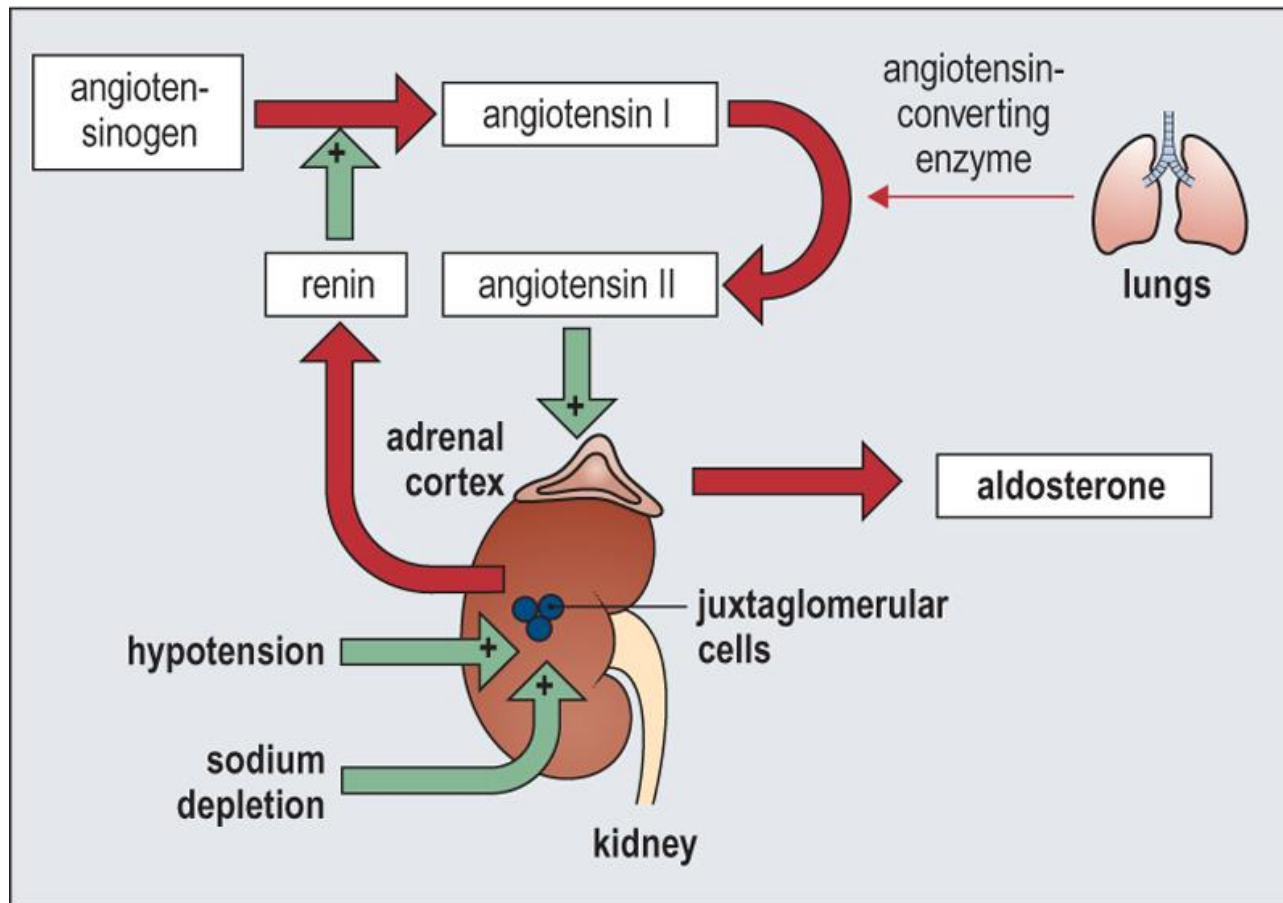 angioten-
sinogen
angiotensin I
angiotensin-
converting
enzyme
+
renin
angiotensin II
lungs
+
adrenal
cortex
aldosterone
juxtaglomerular
cells
hypotension
+
+
sodium
depletion
kidney